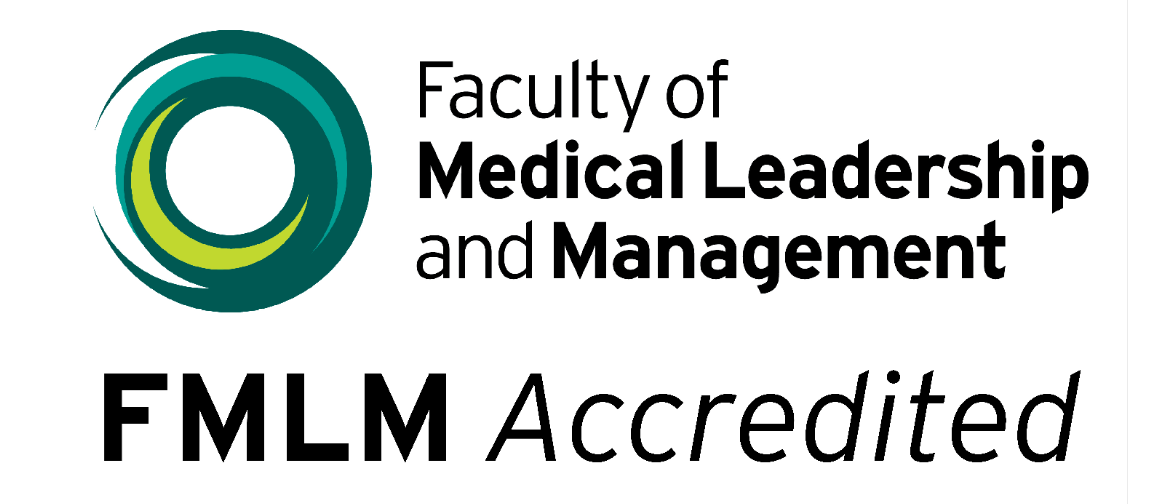 Faculty of
Medical Leadership
and Management
FMLM Accredited